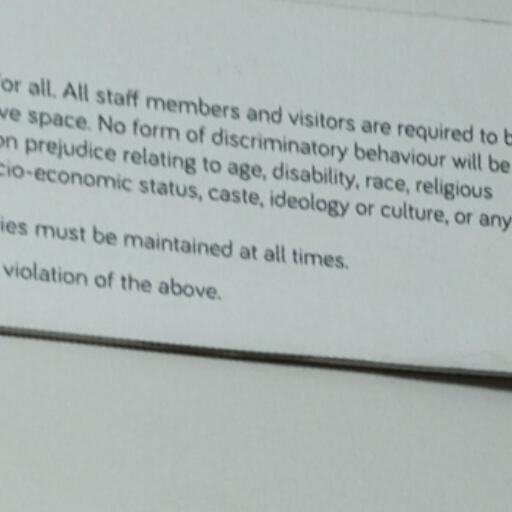 or all. All staff members and visitors are required to b
ve space. No form of discriminatory behaviour will be
on prejudice relating to age, disability, race, religious
cio-economic status, caste, ideology or culture, or any
ies must be maintained at all times.
violation of the above.